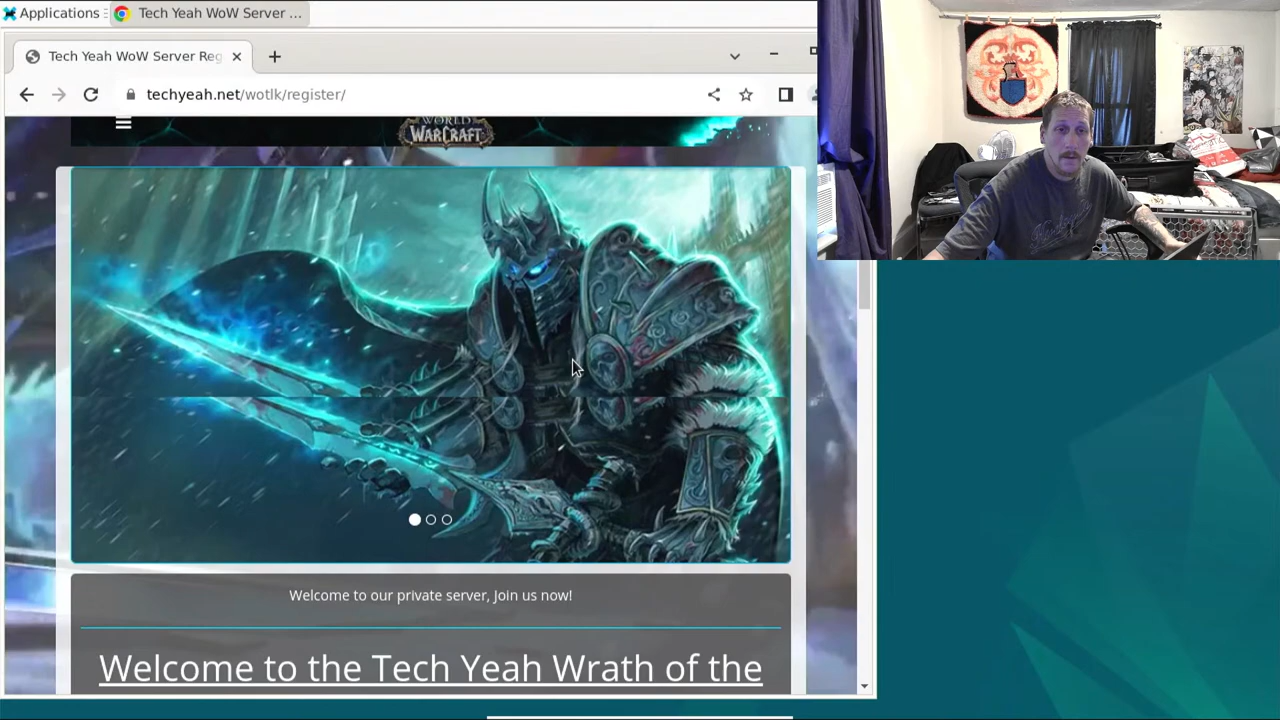 Applications
Tech Yeah WoW Server ...
Tech Yeah WoW Server Reg
techyeah.net/wotlk/register/
WORLD
WARCRAFT
Welcome to our private server, Join us now!
Welcome to the Tech Yeah Wrath of the